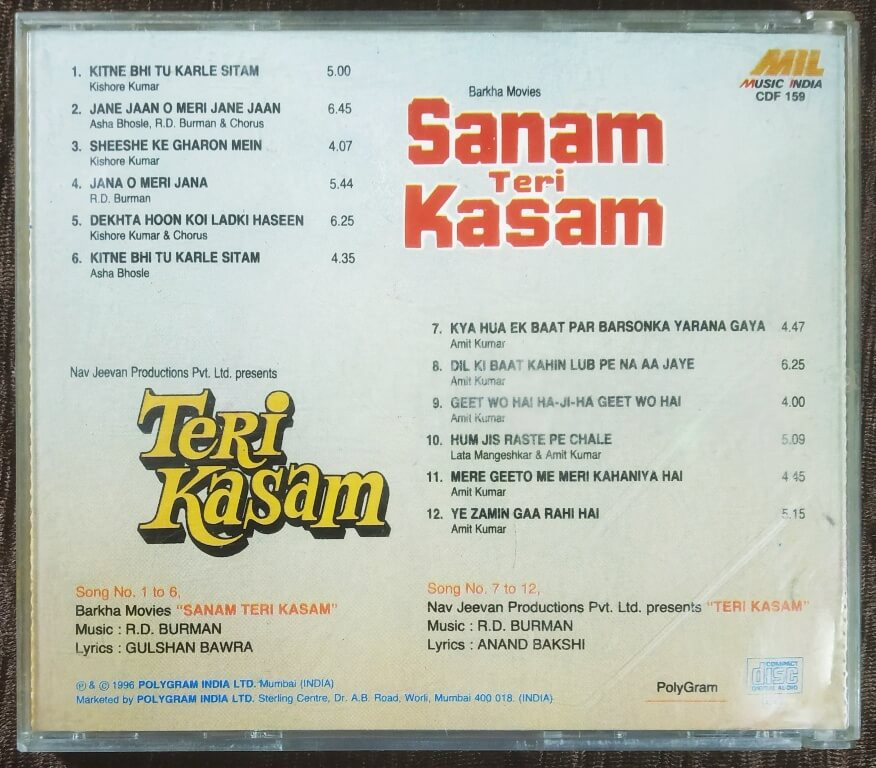 MIL
MUSIC INDIA
CDF 159
1. KITNE BHI TU KARLE SITAM 5.00
Kishore Kumar
2. JANE JAAN O MERI JANE JAAN 6.45
Asha Bhosle, R.D. Burman & Chorus
3. SHEESHE KE GHARON MEIN 4.07
Kishore Kumar
4. JANA O MERI JANA 5.44
R.D. Burman
5. DEKHTA HOON KOI LADKI HASEEN 6.25
Kishore Kumar & Chorus
6. KITNE BHI TU KARLE SITAM 4.35
Asha Bhosle
Barkha Movies
Sanam
Teri
Kasam
Nav Jeevan Productions Pvt. Ltd. presents
Teri
Kasam
7. KYA HUA EK BAAT PAR BARSONKA YARANA GAYA 4.47
Amit Kumar
8. DIL KI BAAT KAHIN LUB PE NA AA JAYE 6.25
Amit Kumar
9. GEET WO HAI HA-JI-HA GEET WO HAI 4.00
Amit Kumar
10. HUM JIS RASTE PE CHALE 5.09
Lata Mangeshkar & Amit Kumar
11. MERE GEETO ME MERI KAHANIYA HAI 4.45
Amit Kumar
12. YE ZAMIN GAA RAHI HAI 5.15
Amit Kumar
Song No. 1 to 6,
Barkha Movies "SANAM TERI KASAM"
Music : R.D. BURMAN
Lyrics : GULSHAN BAWRA
Song No. 7 to 12,
Nav Jeevan Productions Pvt. Ltd. presents "TERI KASAM"
Music : R.D. BURMAN
Lyrics : ANAND BAKSHI
℗ & © 1996 POLYGRAM INDIA LTD. Mumbai (INDIA)
Marketed by POLYGRAM INDIA LTD. Sterling Centre, Dr. A.B. Road, Worli, Mumbai 400 018. (INDIA)
PolyGram
COMPACT
disc
DIGITAL AUDIO